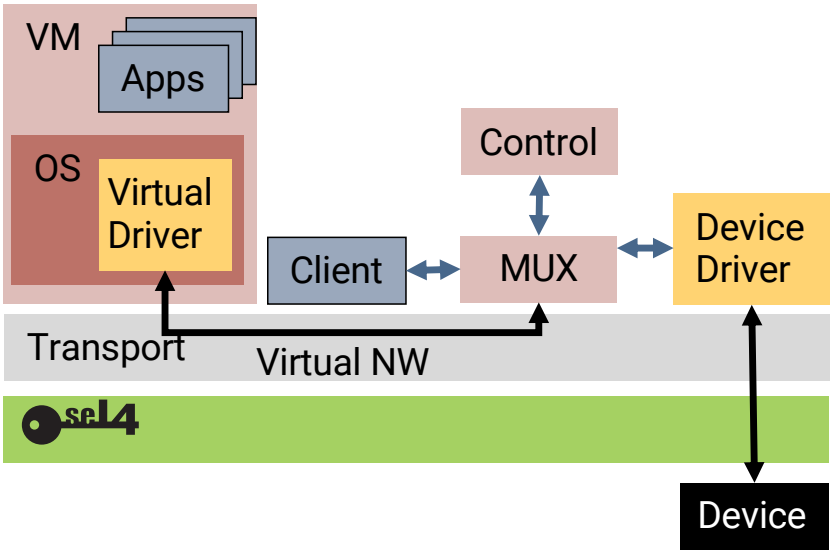 VM
Apps
OS
Virtual
Driver
Client
Control
MUX
Device
Driver
Transport
Virtual NW
seL4
Device